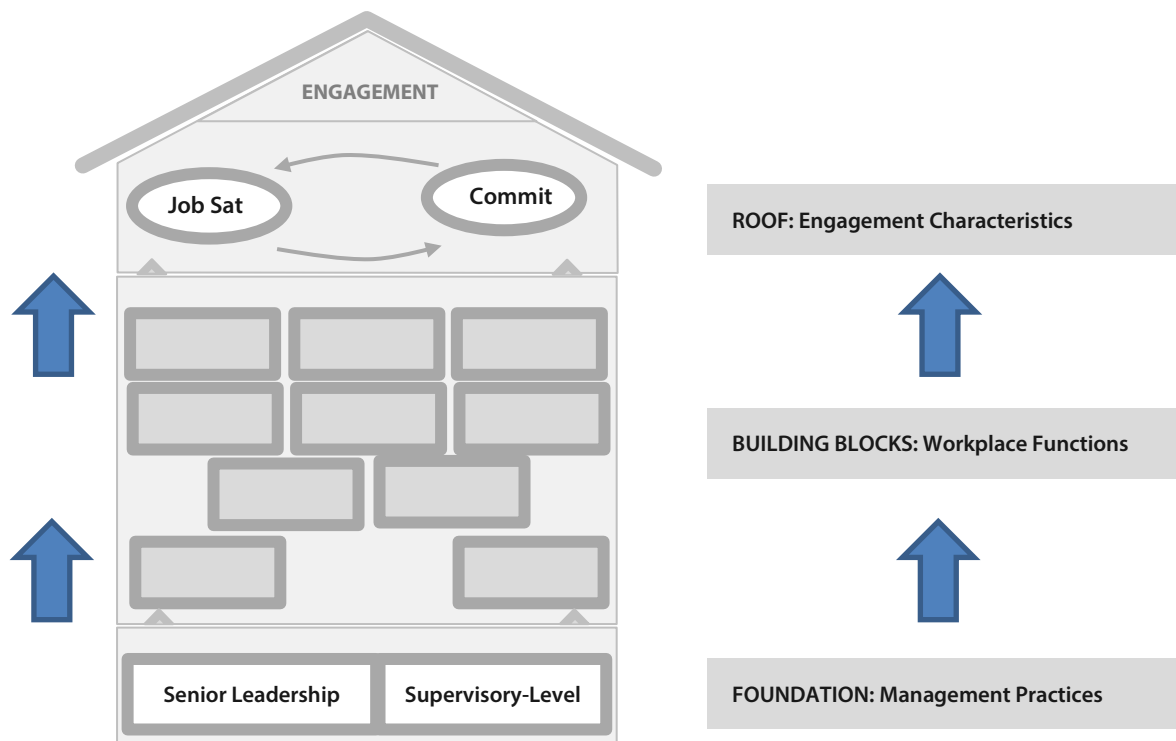 ENGAGEMENT
Job Sat
Commit
ROOF: Engagement Characteristics
BUILDING BLOCKS: Workplace Functions
Senior Leadership
Supervisory-Level
FOUNDATION: Management Practices